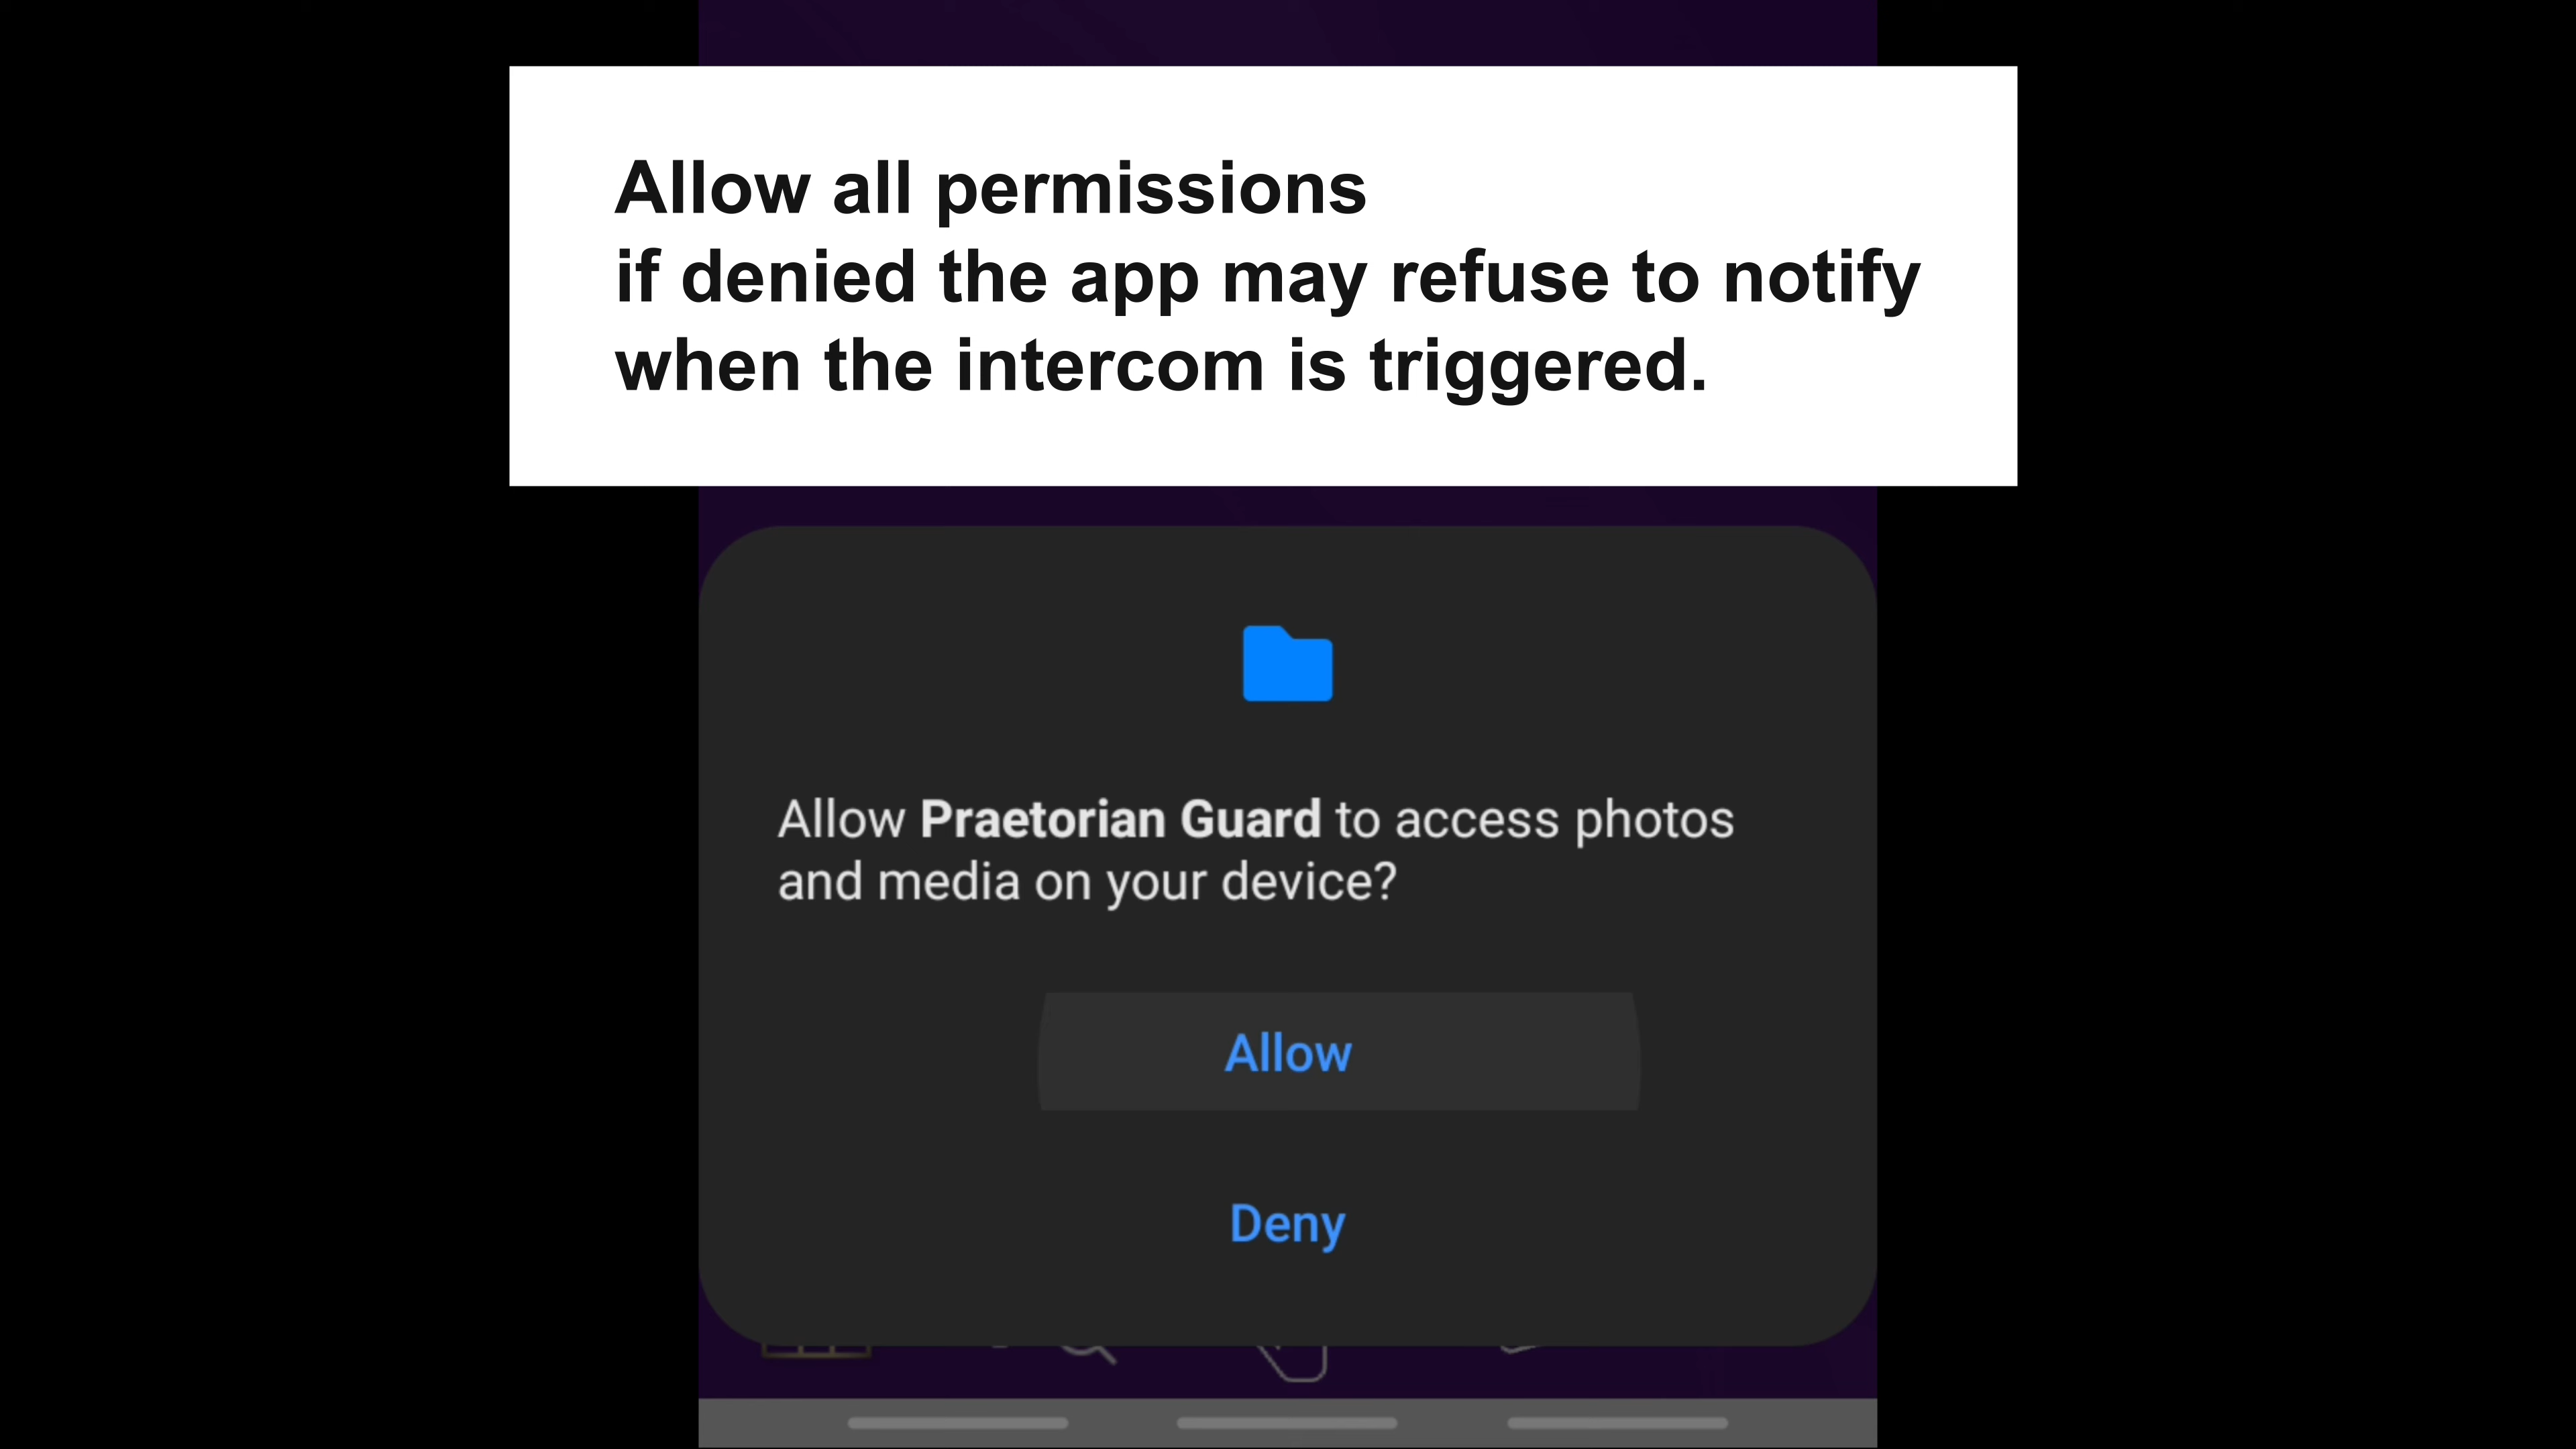 Allow all permissions
if denied the app may refuse to notify
when the intercom is triggered.
Allow Praetorian Guard to access photos
and media on your device?
Allow
Deny